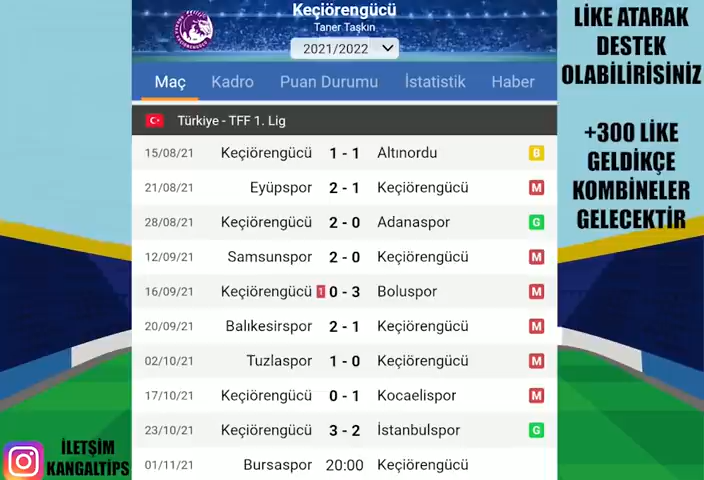 Keçiörengücü
Taner Taşkın
2021/2022
Maç Kadro Puan Durumu İstatistik Haber
Türkiye - TFF 1. Lig
15/08/21 Keçiörengücü 1 - 1 Altınordu B
21/08/21 Eyüpspor 2 - 1 Keçiörengücü M
28/08/21 Keçiörengücü 2 - 0 Adanaspor G
12/09/21 Samsunspor 2 - 0 Keçiörengücü M
16/09/21 Keçiörengücü 1 0 - 3 Boluspor M
20/09/21 Balıkesirspor 2 - 1 Keçiörengücü M
02/10/21 Tuzlaspor 1 - 0 Keçiörengücü M
17/10/21 Keçiörengücü 0 - 1 Kocaelispor M
23/10/21 Keçiörengücü 3 - 2 İstanbulspor G
01/11/21 Bursaspor 20:00 Keçiörengücü
LİKE ATARAK
DESTEK
OLABİLİRİSİNİZ
+300 LİKE
GELDİKÇE
KOMBİNELER
GELECEKTİR
İLETŞİM
KANGALTİPS